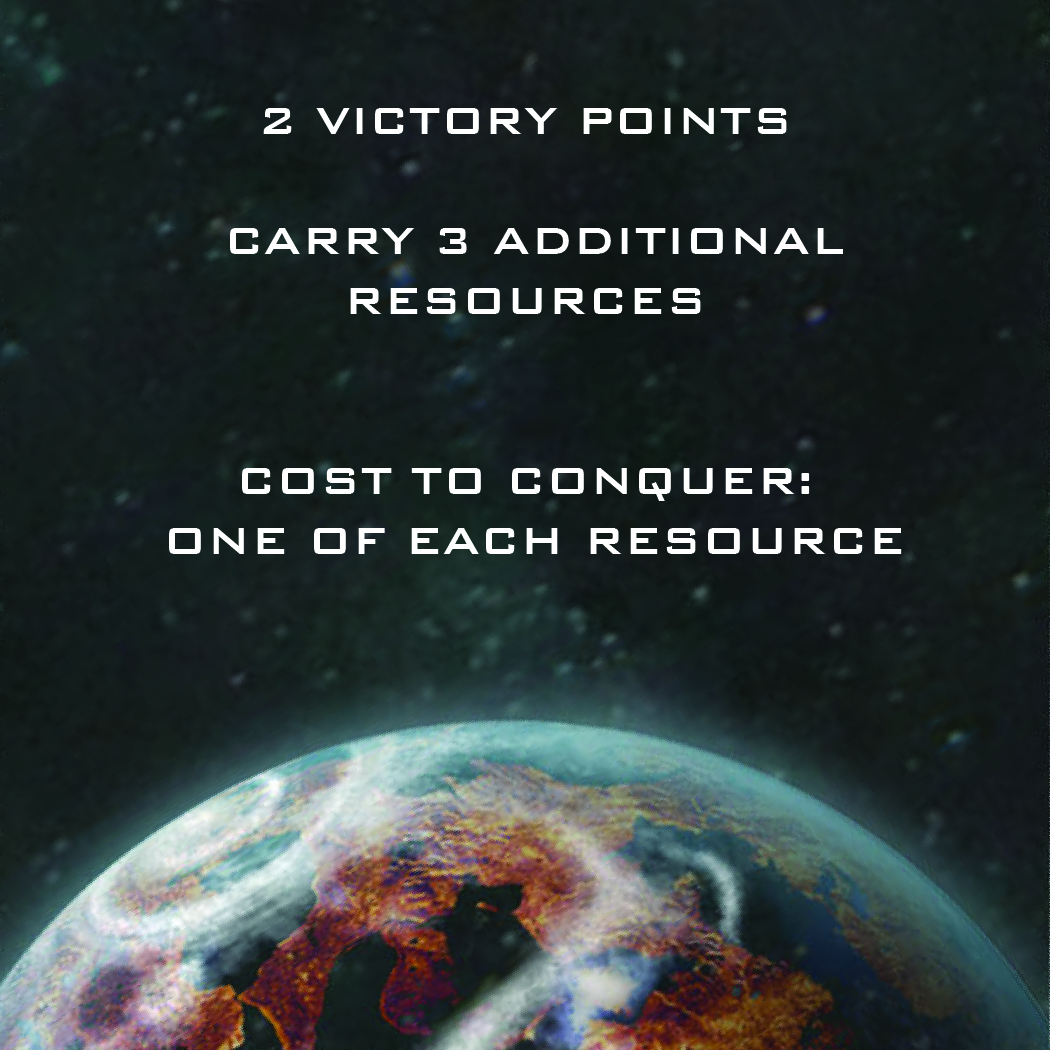 2 VICTORY POINTS
CARRY 3 ADDITIONAL
RESOURCES
COST TO CONQUER:
ONE OF EACH RESOURCE